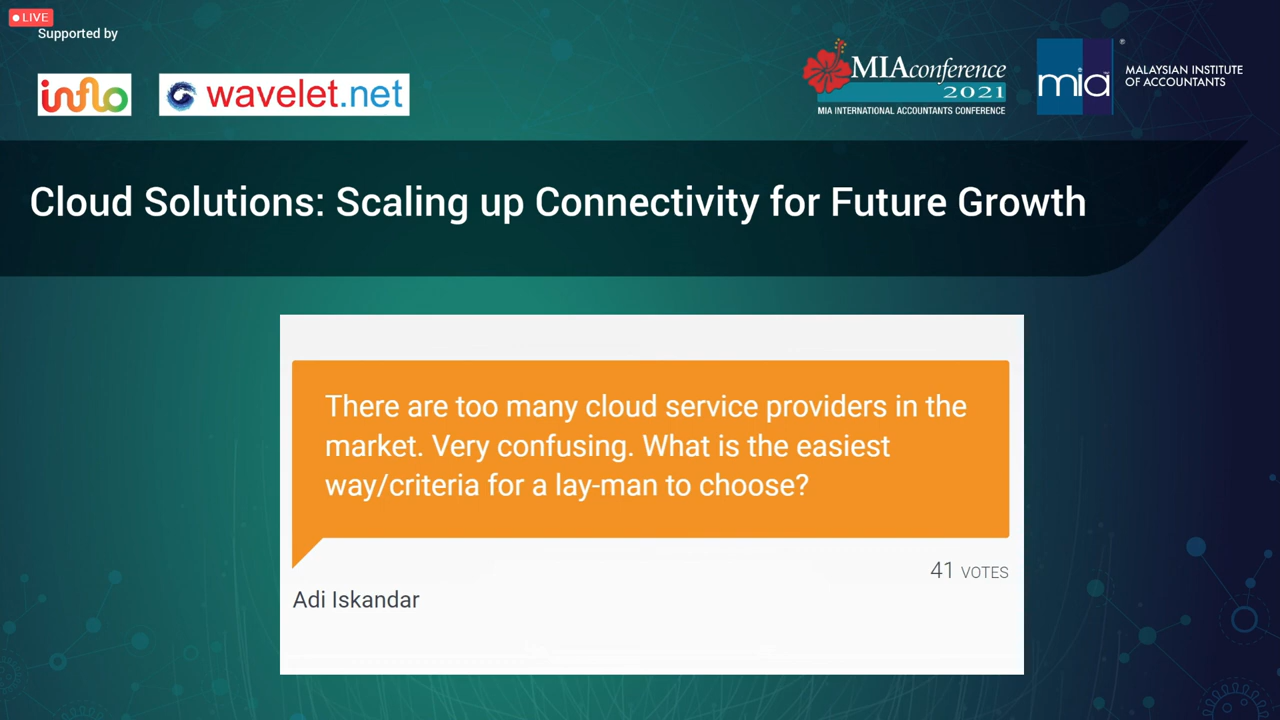 LIVE
Supported by
inflo
wavelet.net
MIAconference
2021
MIA INTERNATIONAL ACCOUNTANTS CONFERENCE
mia
®
MALAYSIAN INSTITUTE
OF ACCOUNTANTS
Cloud Solutions: Scaling up Connectivity for Future Growth
There are too many cloud service providers in the
market. Very confusing. What is the easiest
way/criteria for a lay-man to choose?
41 VOTES
Adi Iskandar